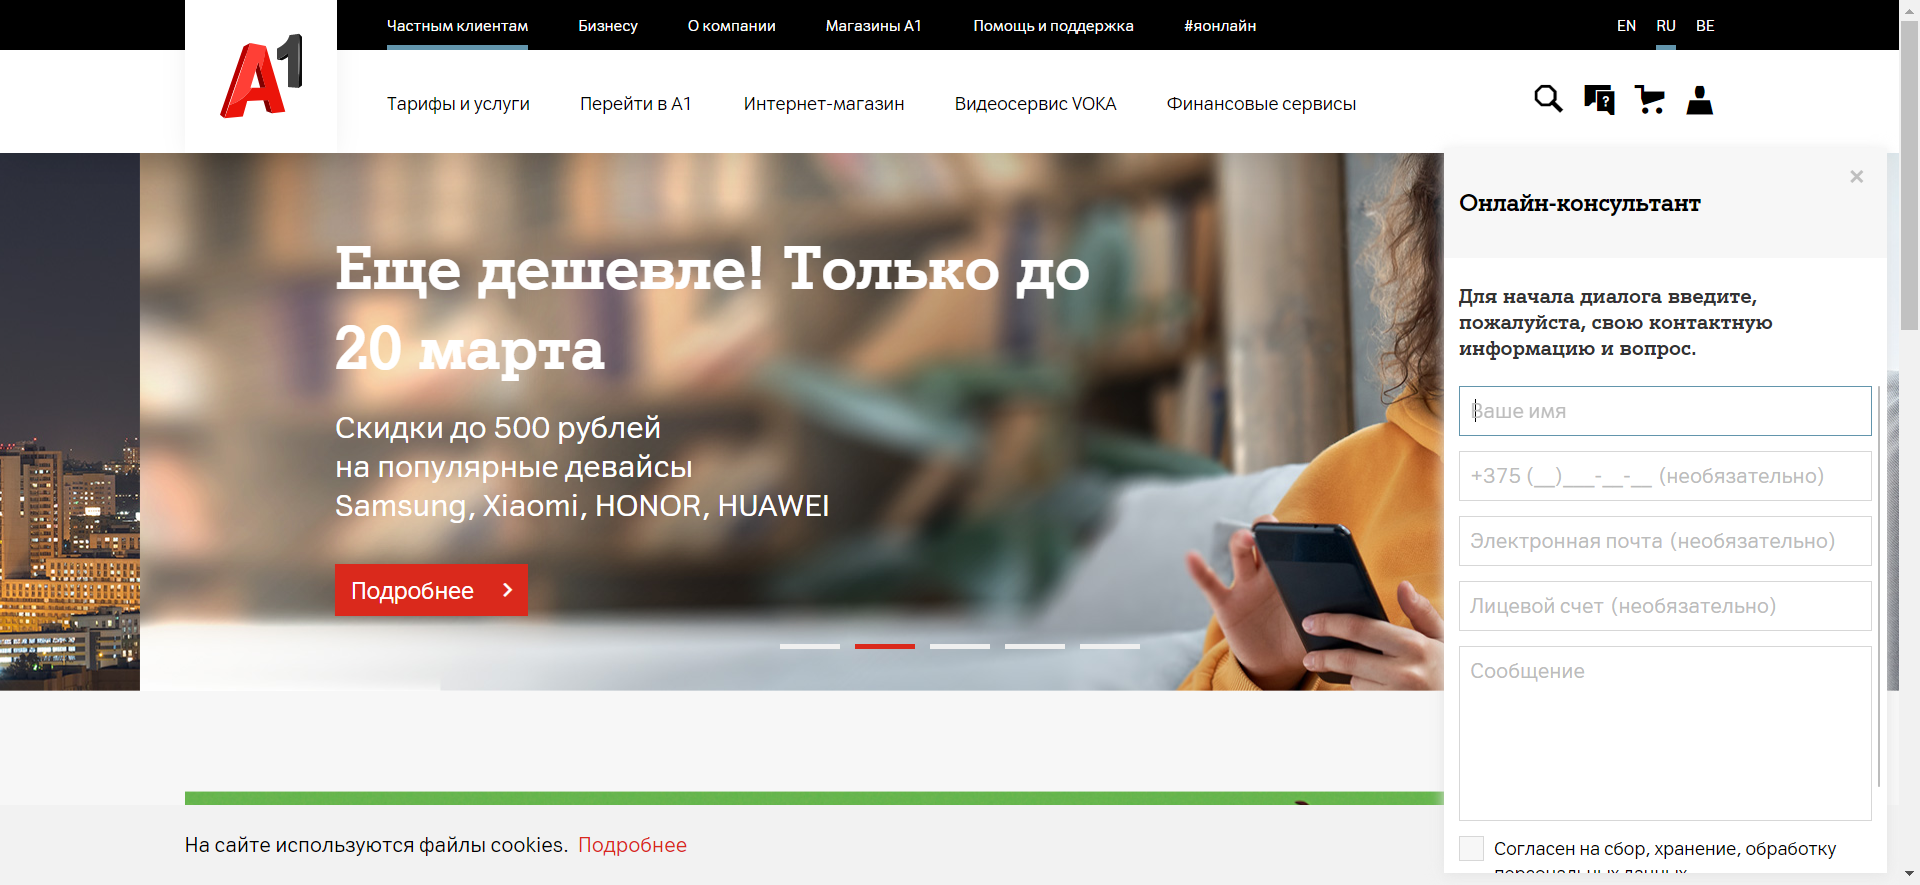 Частным клиентам
Бизнесу
О компании
Магазины А1
Помощь и поддержка
#яонлайн
EN
RU
BE
A1
Тарифы и услуги
Перейти в А1
Интернет-магазин
Видеосервис VOKA
Финансовые сервисы
Еще дешевле! Только до
20 марта
Скидки до 500 рублей
на популярные девайсы
Samsung, Xiaomi, HONOR, HUAWEI
Подробнее
Онлайн-консультант
Для начала диалога введите,
пожалуйста, свою контактную
информацию и вопрос.
Ваше имя
+375 (__)___-__-__ (необязательно)
Электронная почта (необязательно)
Лицевой счет (необязательно)
Сообщение
Согласен на сбор, хранение, обработку
персональных данных
На сайте используются файлы cookies. Подробнее